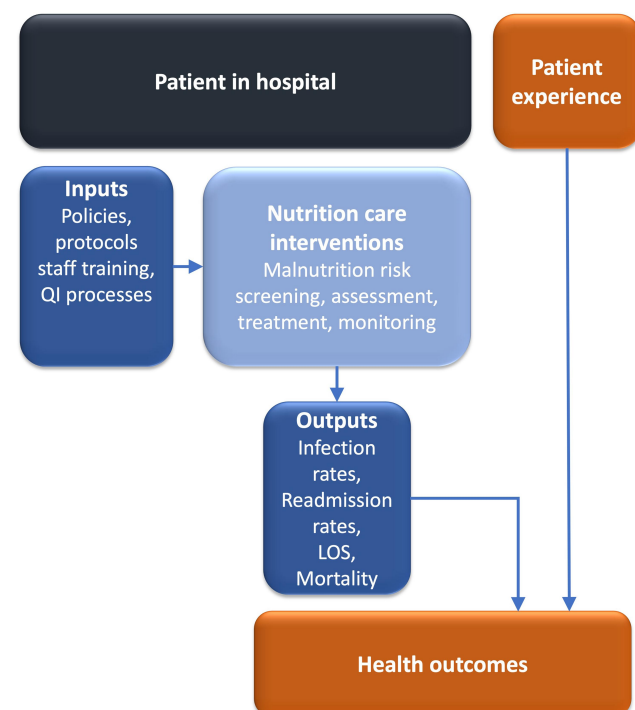 Patient in hospital
Patient
experience
Inputs
Policies,
protocols
staff training,
QI processes
Nutrition care
interventions
Malnutrition risk
screening, assessment,
treatment, monitoring
Outputs
Infection
rates,
Readmission
rates,
LOS,
Mortality
Health outcomes